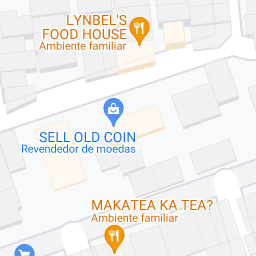 LYNBEL'S
FOOD HOUSE
Ambiente familiar
SELL OLD COIN
Revendedor de moedas
MAKATEA KA TEA?
Ambiente familiar